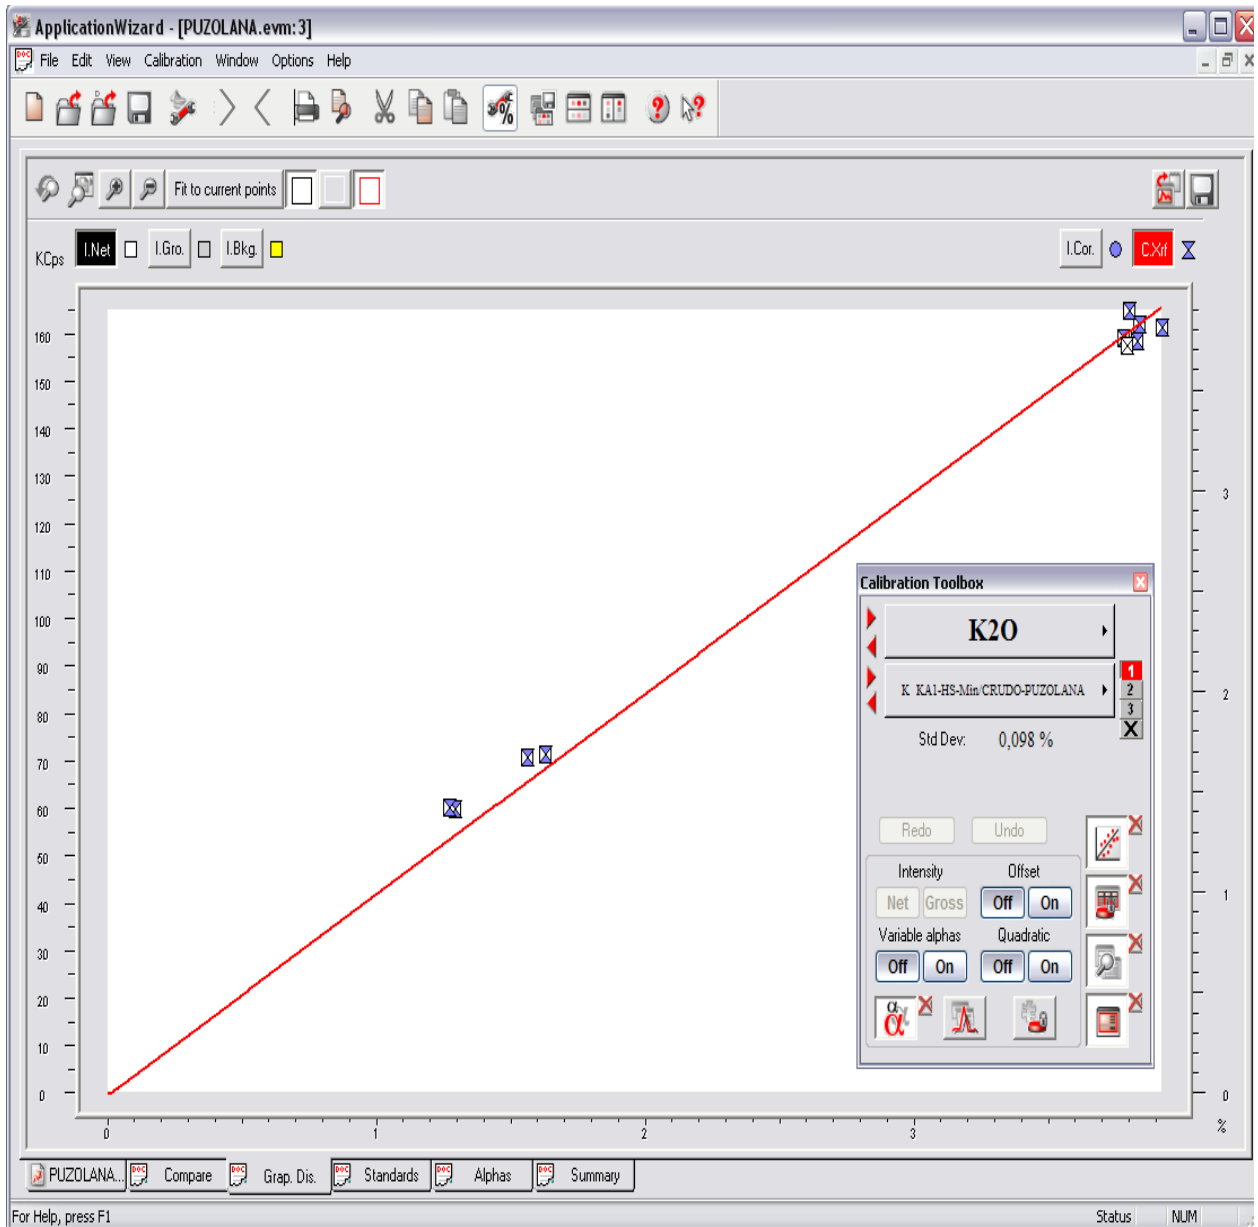 ApplicationWizard - [PUZOLANA.evm:3]
File Edit View Calibration Window Options Help
Fit to current points
KCps I.Net I.Gro. I.Bkg. I.Cor. C.Xrf
160
150
140
130
120
110
100
90
80
70
60
50
40
30
20
10
0
3
2
1
0
0 1 2 3 %
Calibration Toolbox
K2O
K KA1-HS-Min/CRUDO-PUZOLANA
1
2
3
X
Std Dev: 0,098 %
Redo Undo
Intensity Offset
Net Gross Off On
Variable alphas Quadratic
Off On Off On
PUZOLANA... Compare Grap. Dis. Standards Alphas Summary
For Help, press F1 Status NUM